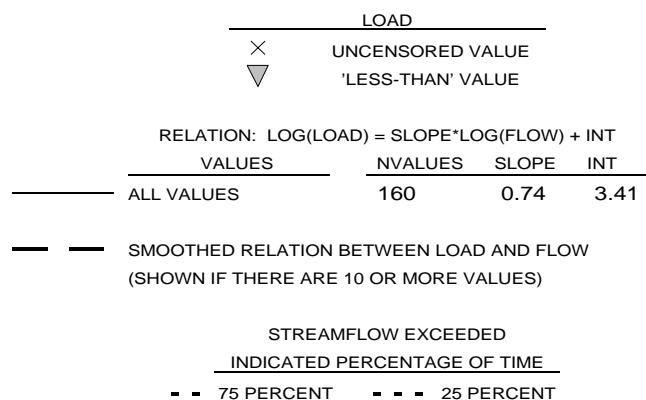 LOAD
UNCENSORED VALUE
'LESS-THAN' VALUE
RELATION: LOG(LOAD) = SLOPE*LOG(FLOW) + INT
VALUES NVALUES SLOPE INT
ALL VALUES 160 0.74 3.41
SMOOTHED RELATION BETWEEN LOAD AND FLOW
(SHOWN IF THERE ARE 10 OR MORE VALUES)
STREAMFLOW EXCEEDED
INDICATED PERCENTAGE OF TIME
75 PERCENT 25 PERCENT